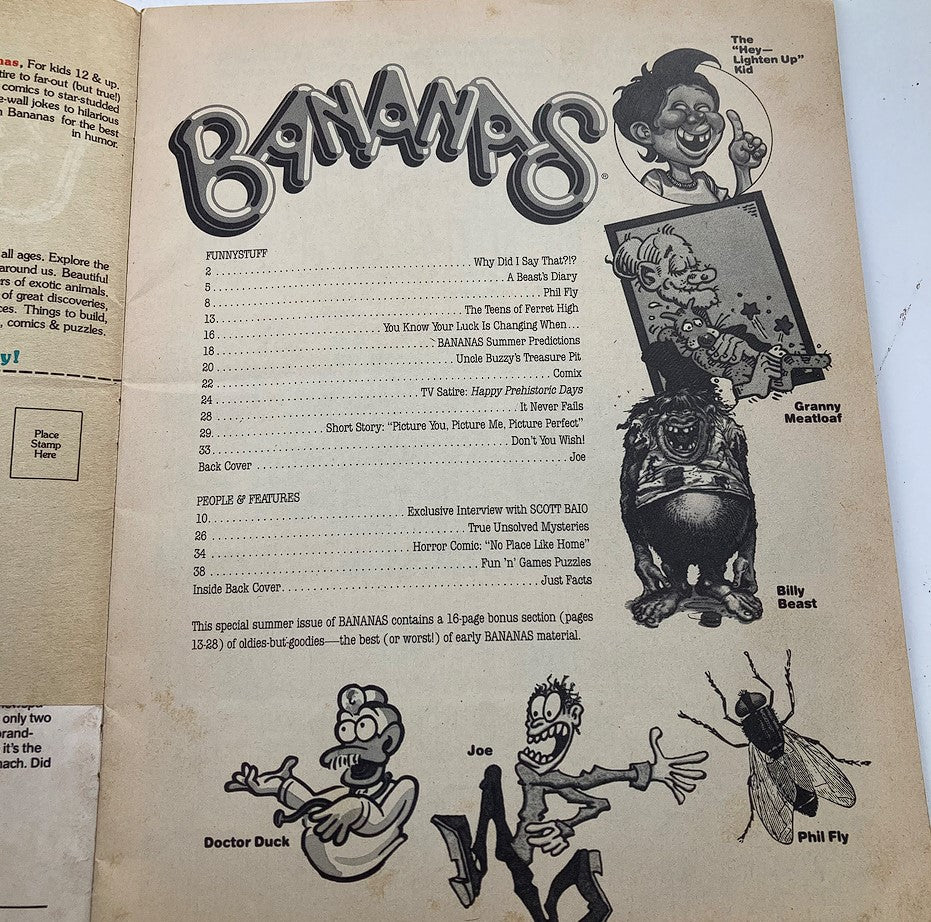 nas. For kids 12 & up.
tire to far-out (but true!)
comics to star-studded
e-wall jokes to hilarious
n Bananas for the best
in humor.
all ages. Explore the
around us. Beautiful
rs of exotic animals,
of great discoveries,
ces. Things to build,
, comics & puzzles.
y!
Place
Stamp
Here
only two
brand-
it's the
nach. Did
BANANAS®
The
"Hey—
Lighten Up"
Kid
FUNNYSTUFF
2 Why Did I Say That?!?
5 A Beast's Diary
8 Phil Fly
13 The Teens of Ferret High
16 You Know Your Luck Is Changing When...
18 BANANAS Summer Predictions
20 Uncle Buzzy's Treasure Pit
22 Comix
24 TV Satire: Happy Prehistoric Days
28 It Never Fails
29 Short Story: "Picture You, Picture Me, Picture Perfect"
33 Don't You Wish!
Back Cover Joe
PEOPLE & FEATURES
10 Exclusive Interview with SCOTT BAIO
26 True Unsolved Mysteries
34 Horror Comic: "No Place Like Home"
38 Fun 'n' Games Puzzles
Inside Back Cover Just Facts
This special summer issue of BANANAS contains a 16-page bonus section (pages
13-28) of oldies-but-goodies—the best (or worst!) of early BANANAS material.
Granny
Meatloaf
Billy
Beast
Doctor Duck
Joe
Phil Fly